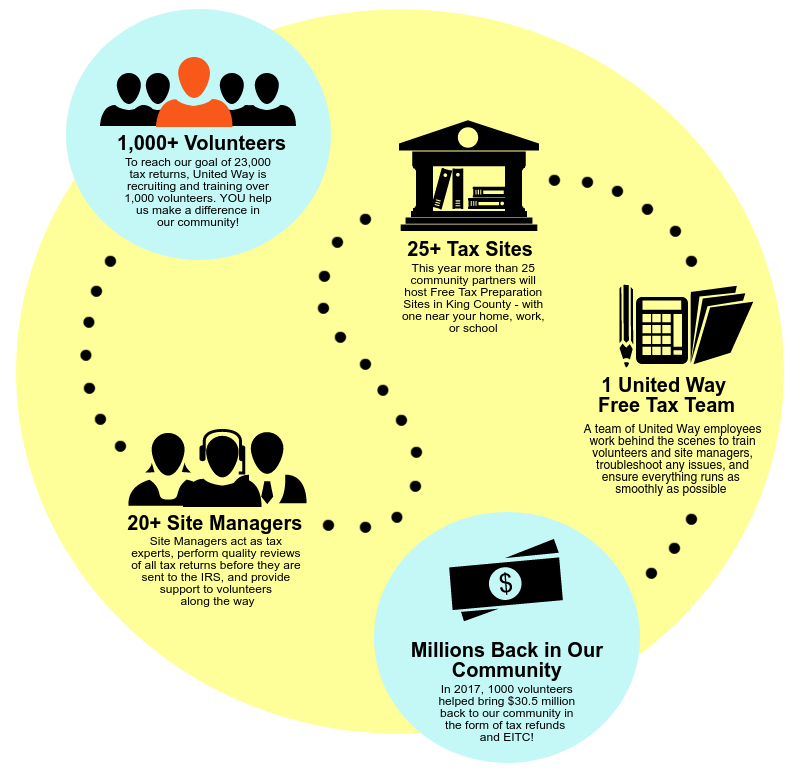 1,000+ Volunteers
To reach our goal of 23,000
tax returns, United Way is
recruiting and training over
1,000 volunteers. YOU help
us make a difference in
our community!
25+ Tax Sites
This year more than 25
community partners will
host Free Tax Preparation
Sites in King County - with
one near your home, work,
or school
1 United Way
Free Tax Team
A team of United Way employees
work behind the scenes to train
volunteers and site managers,
troubleshoot any issues, and
ensure everything runs as
smoothly as possible
20+ Site Managers
Site Managers act as tax
experts, perform quality reviews
of all tax returns before they are
sent to the IRS, and provide
support to volunteers
along the way
$
Millions Back in Our
Community
In 2017, 1000 volunteers
helped bring $30.5 million
back to our community in
the form of tax refunds
and EITC!